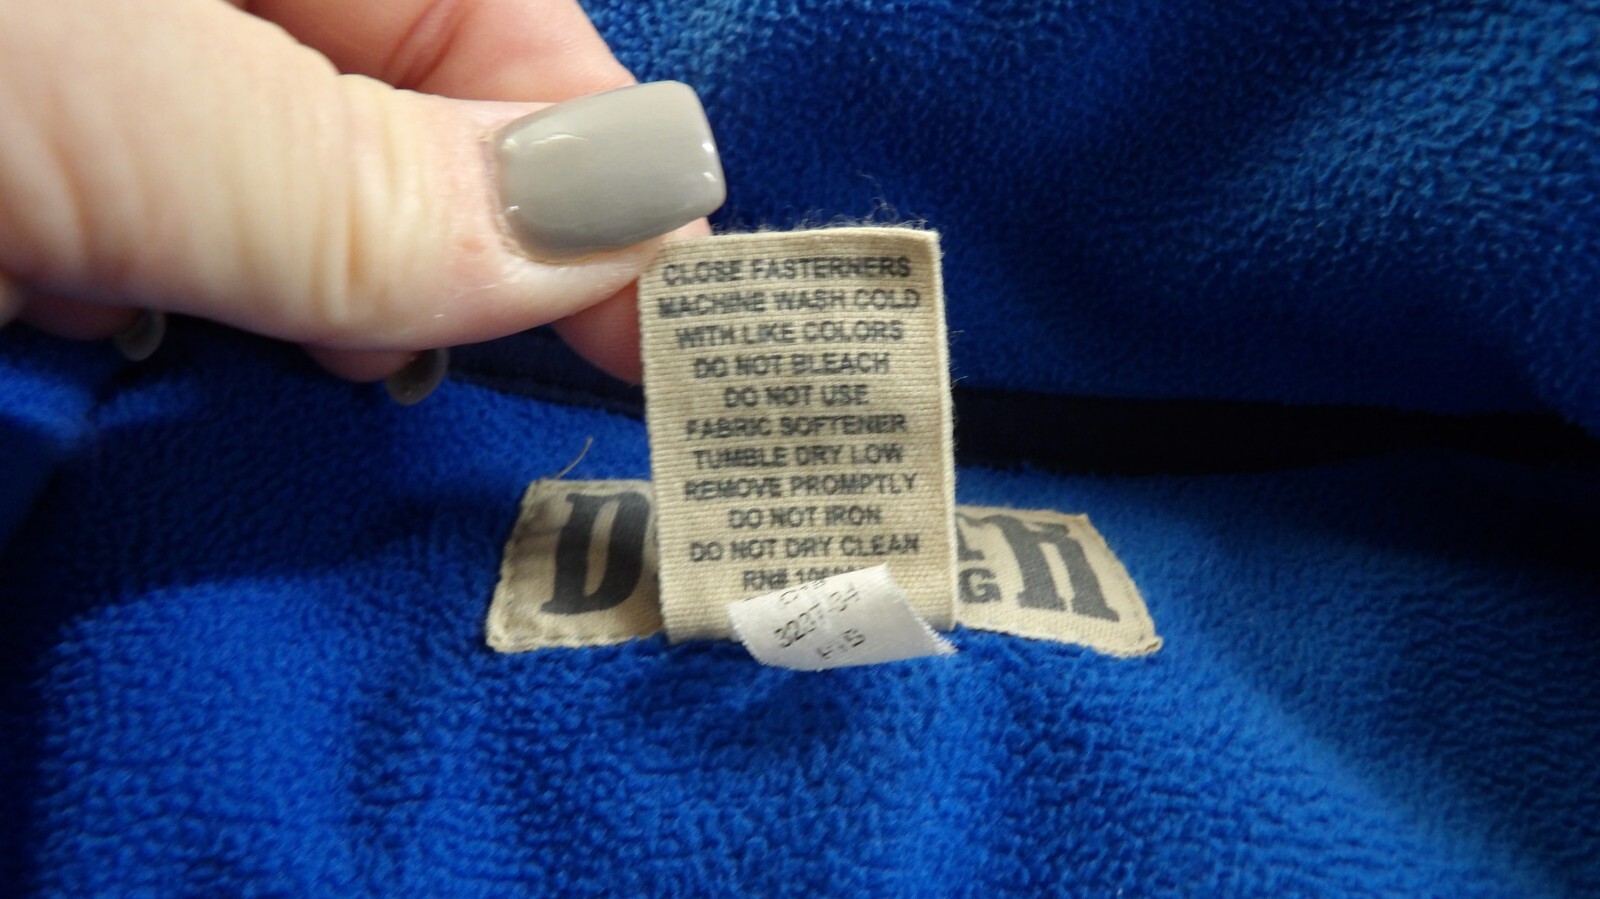 CLOSE FASTERNERS
MACHINE WASH COLD
WITH LIKE COLORS
DO NOT BLEACH
DO NOT USE
FABRIC SOFTENER
TUMBLE DRY LOW
REMOVE PROMPTLY
DO NOT IRON
DO NOT DRY CLEAN
RN#